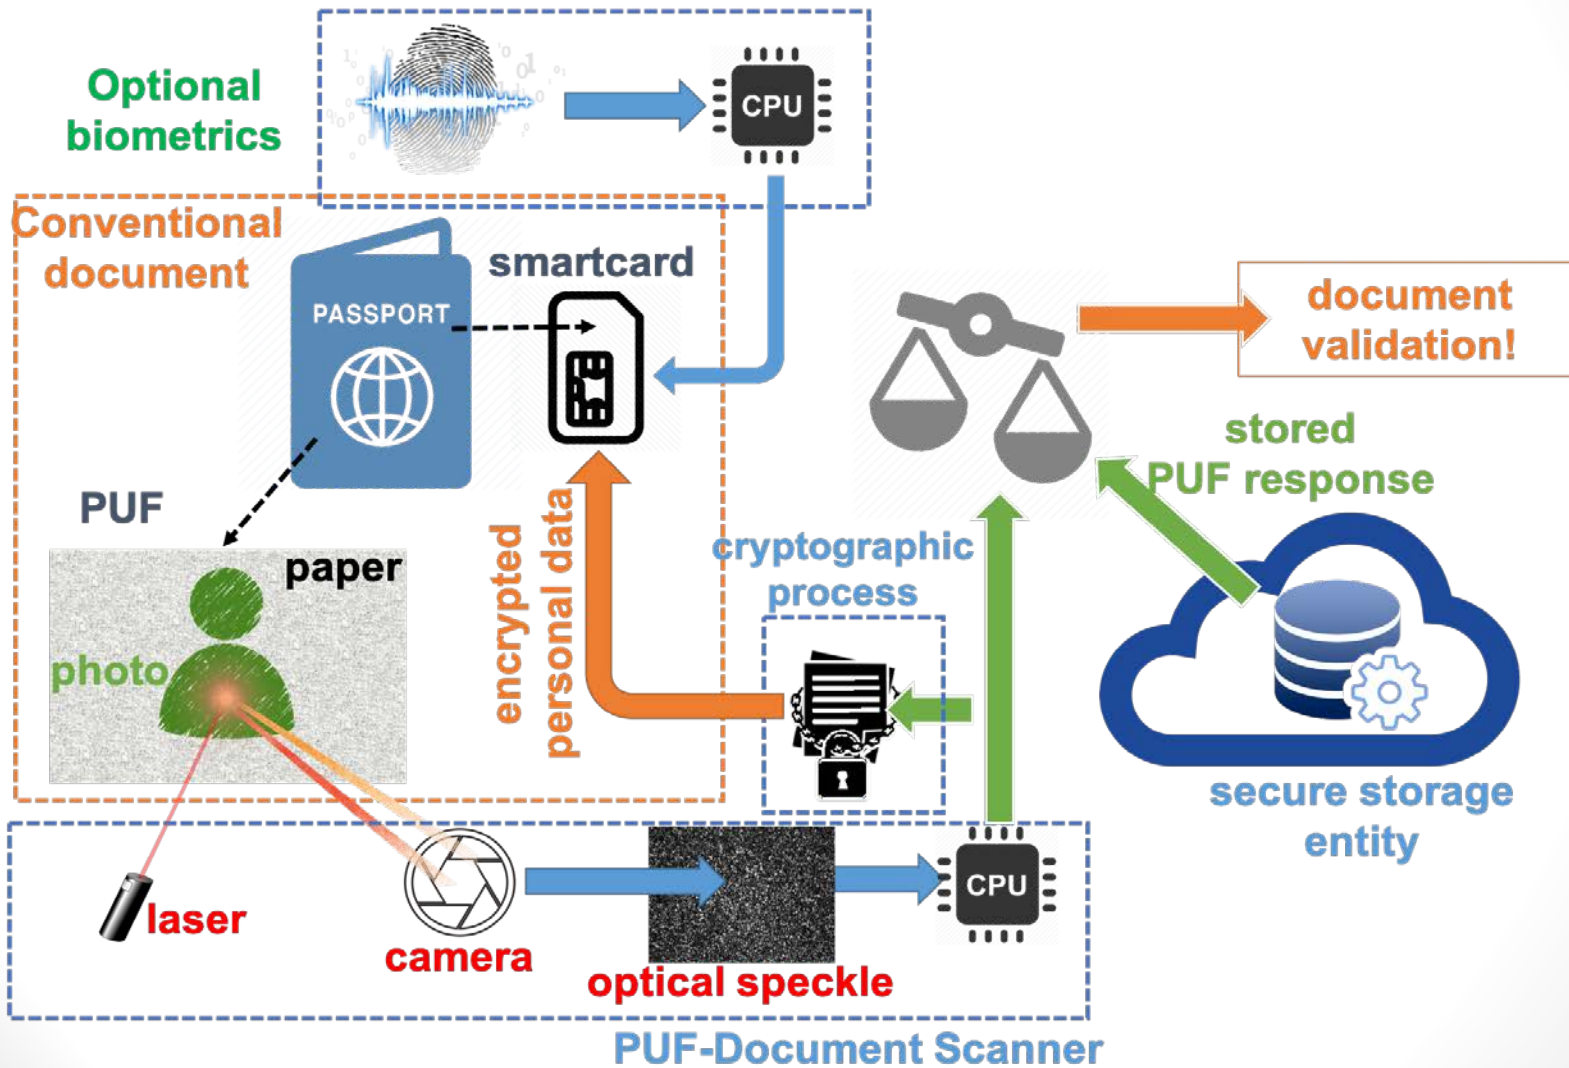 Optional
biometrics
CPU
Conventional
document
smartcard
PASSPORT
document
validation!
stored
PUF response
PUF
paper
photo
encrypted
personal data
cryptographic
process
secure storage
entity
laser
camera
optical speckle
CPU
PUF-Document Scanner